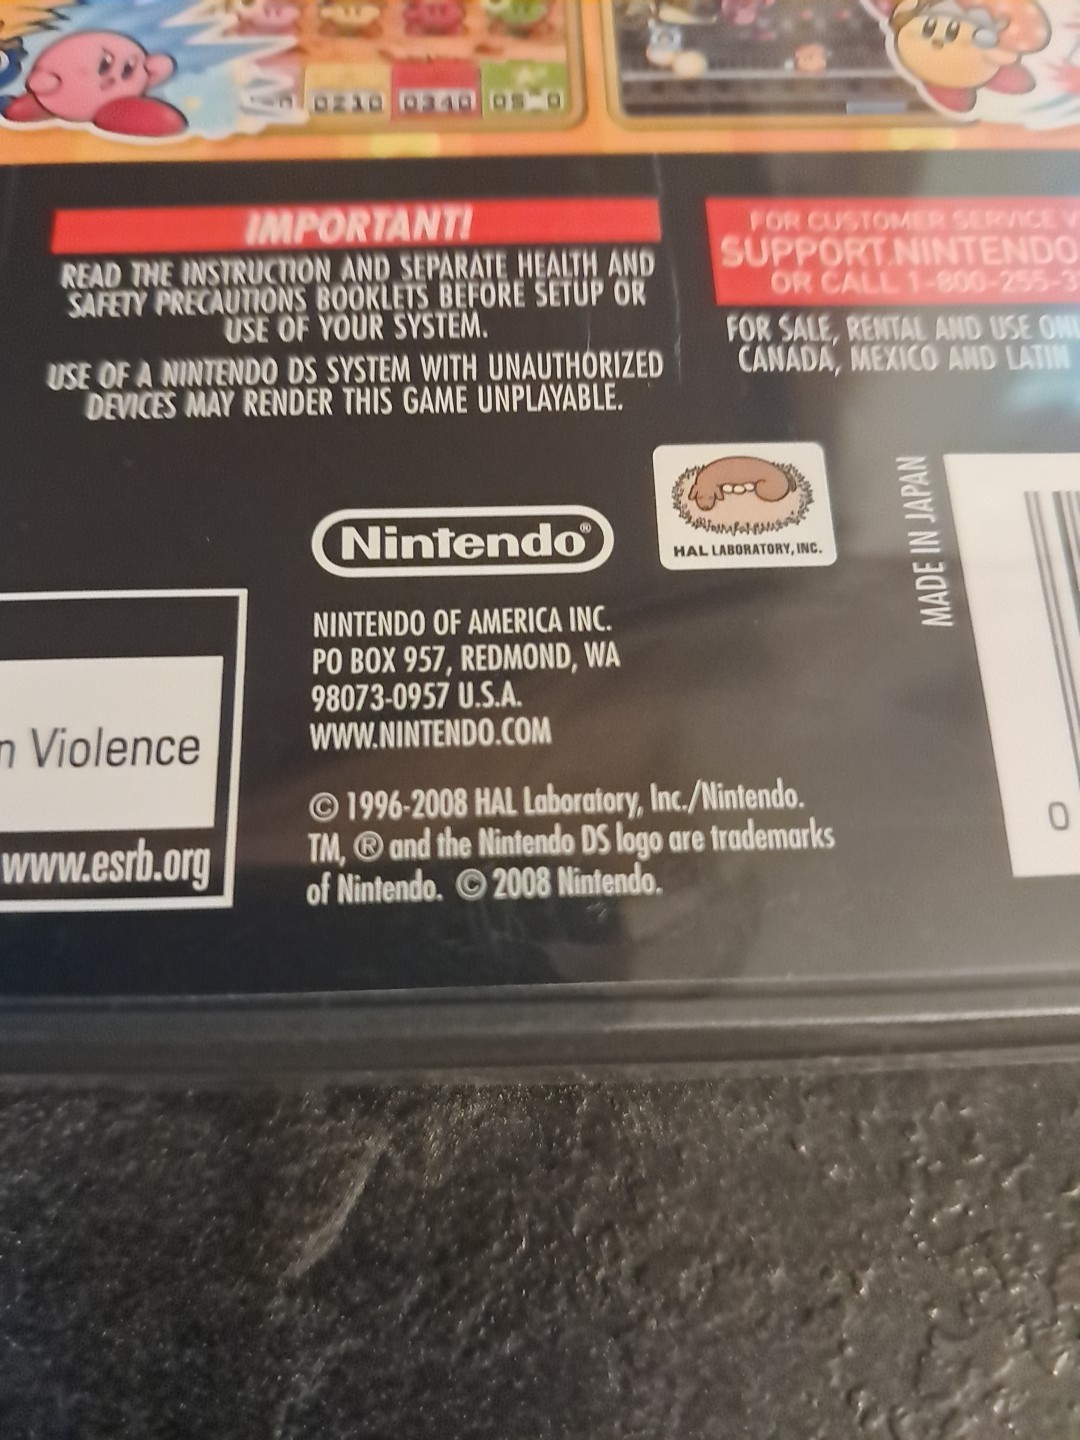 0210 0340
IMPORTANT!
READ THE INSTRUCTION AND SEPARATE HEALTH AND
SAFETY PRECAUTIONS BOOKLETS BEFORE SETUP OR
USE OF YOUR SYSTEM.
USE OF A NINTENDO DS SYSTEM WITH UNAUTHORIZED
DEVICES MAY RENDER THIS GAME UNPLAYABLE.
FOR CUSTOMER SERVICE
SUPPORT.NINTENDO
OR CALL 1-800-255-3
FOR SALE, RENTAL AND USE
CANADA, MEXICO AND LATIN
Nintendo®
HAL LABORATORY, INC.
MADE IN JAPAN
0
NINTENDO OF AMERICA INC.
PO BOX 957, REDMOND, WA
98073-0957 U.S.A.
WWW.NINTENDO.COM
n Violence
www.esrb.org
© 1996-2008 HAL Laboratory, Inc./Nintendo.
TM, ® and the Nintendo DS logo are trademarks
of Nintendo. © 2008 Nintendo.